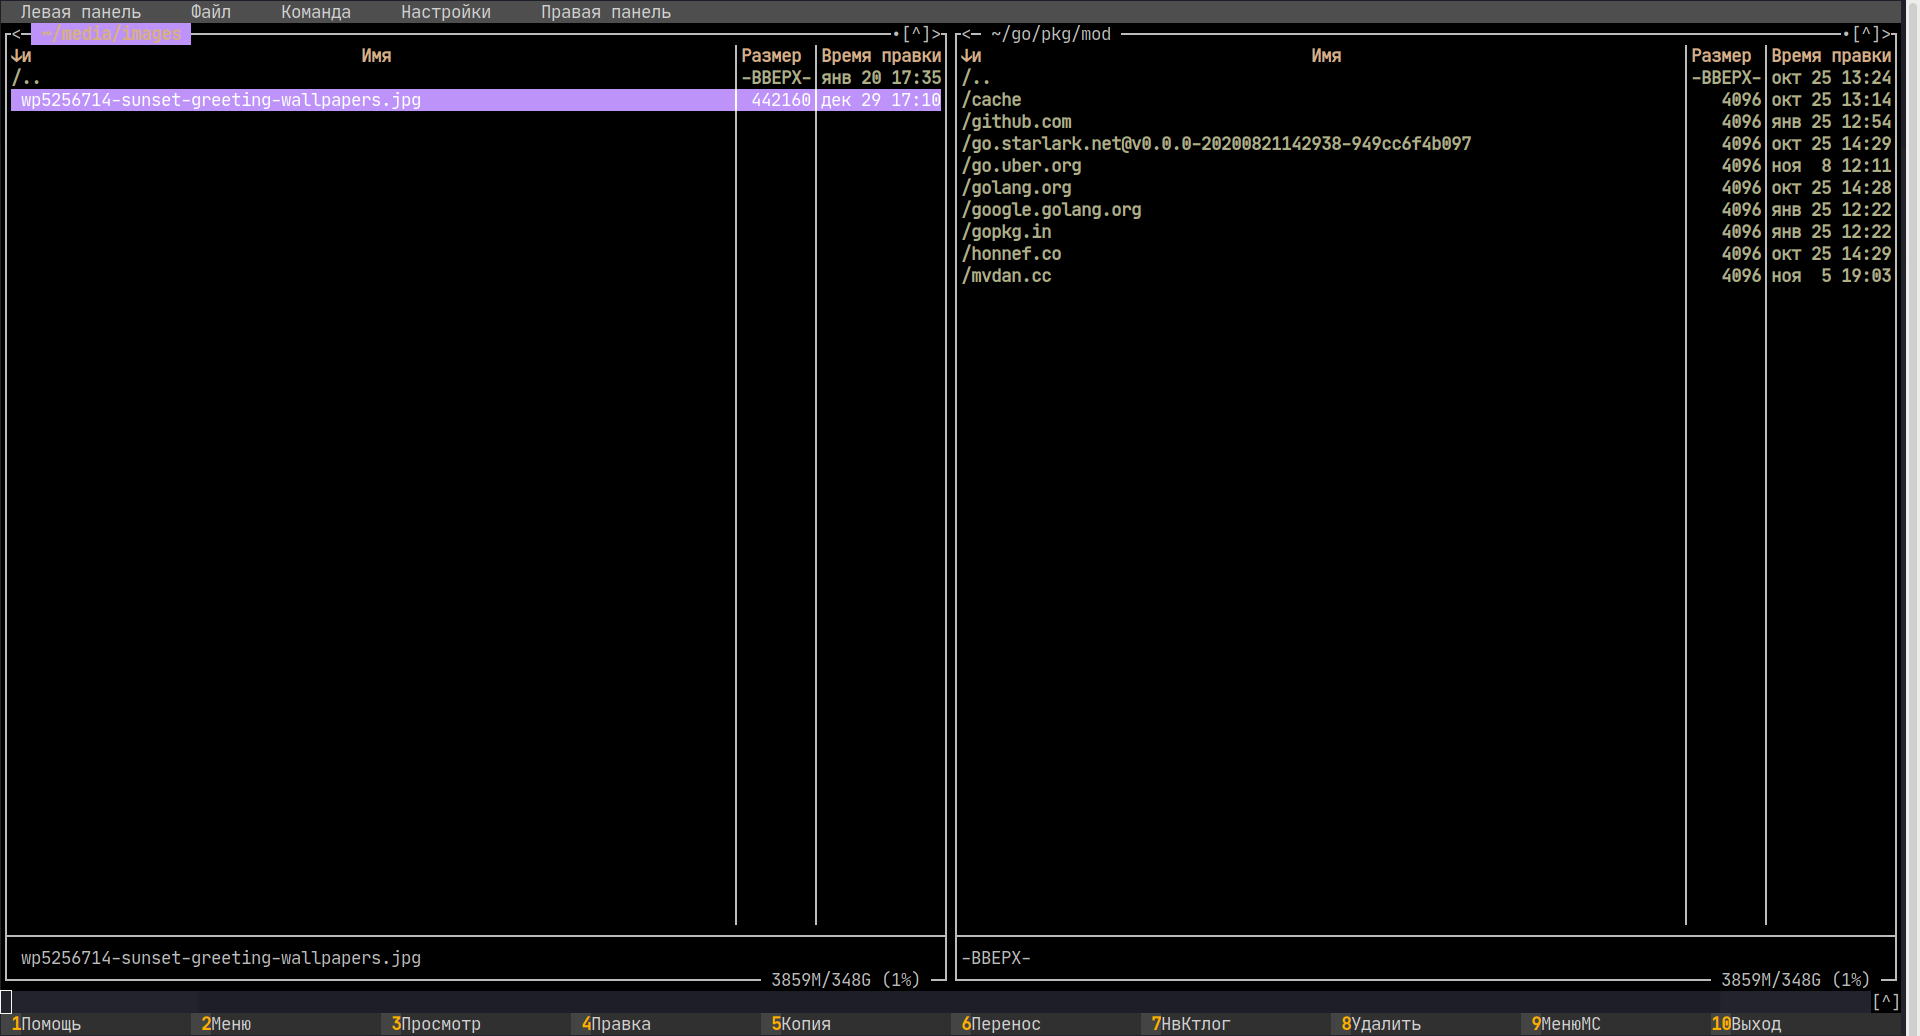 Левая панель Файл Команда Настройки Правая панель
<─ ~/media/images ─•[^]> <─ ~/go/pkg/mod ─•[^]>
↓и Имя Размер Время правки ↓и Имя Размер Время правки
/.. -ВВЕРХ- янв 20 17:35 /.. -ВВЕРХ- окт 25 13:24
wp5256714-sunset-greeting-wallpapers.jpg 442160 дек 29 17:10 /cache 4096 окт 25 13:14
/github.com 4096 янв 25 12:54
/go.starlark.net@v0.0.0-20200821142938-949cc6f4b097 4096 окт 25 14:29
/go.uber.org 4096 ноя 8 12:11
/golang.org 4096 окт 25 14:28
/google.golang.org 4096 янв 25 12:22
/gopkg.in 4096 янв 25 12:22
/honnef.co 4096 окт 25 14:29
/mvdan.cc 4096 ноя 5 19:03
wp5256714-sunset-greeting-wallpapers.jpg -ВВЕРХ-
3859M/348G (1%) 3859M/348G (1%)
[^]
1Помощь 2Меню 3Просмотр 4Правка 5Копия 6Перенос 7НвКтлог 8Удалить 9МенюМС 10Выход